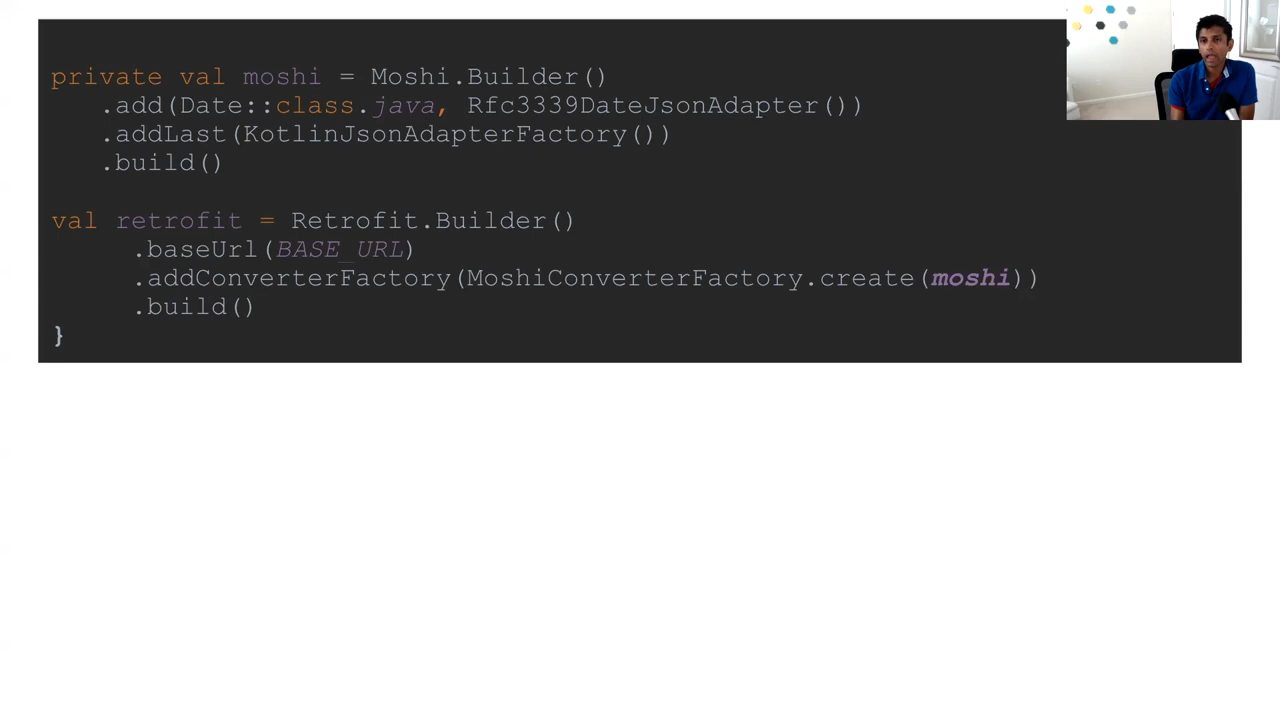 private val moshi = Moshi.Builder()
.add(Date::class.java, Rfc3339DateJsonAdapter())
.addLast(KotlinJsonAdapterFactory())
.build()
val retrofit = Retrofit.Builder()
.baseUrl(BASE_URL)
.addConverterFactory(MoshiConverterFactory.create(moshi))
.build()
}